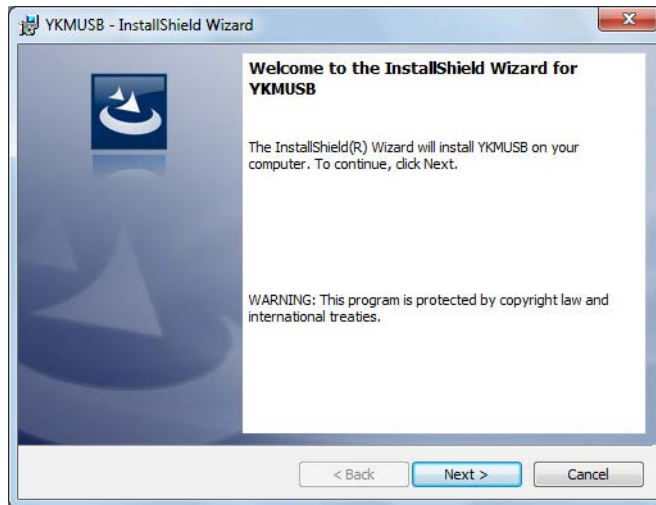 YKMUSB - InstallShield Wizard
Welcome to the InstallShield Wizard for
YKMUSB
The InstallShield(R) Wizard will install YKMUSB on your
computer. To continue, click Next.
WARNING: This program is protected by copyright law and
international treaties.
< Back
Next >
Cancel